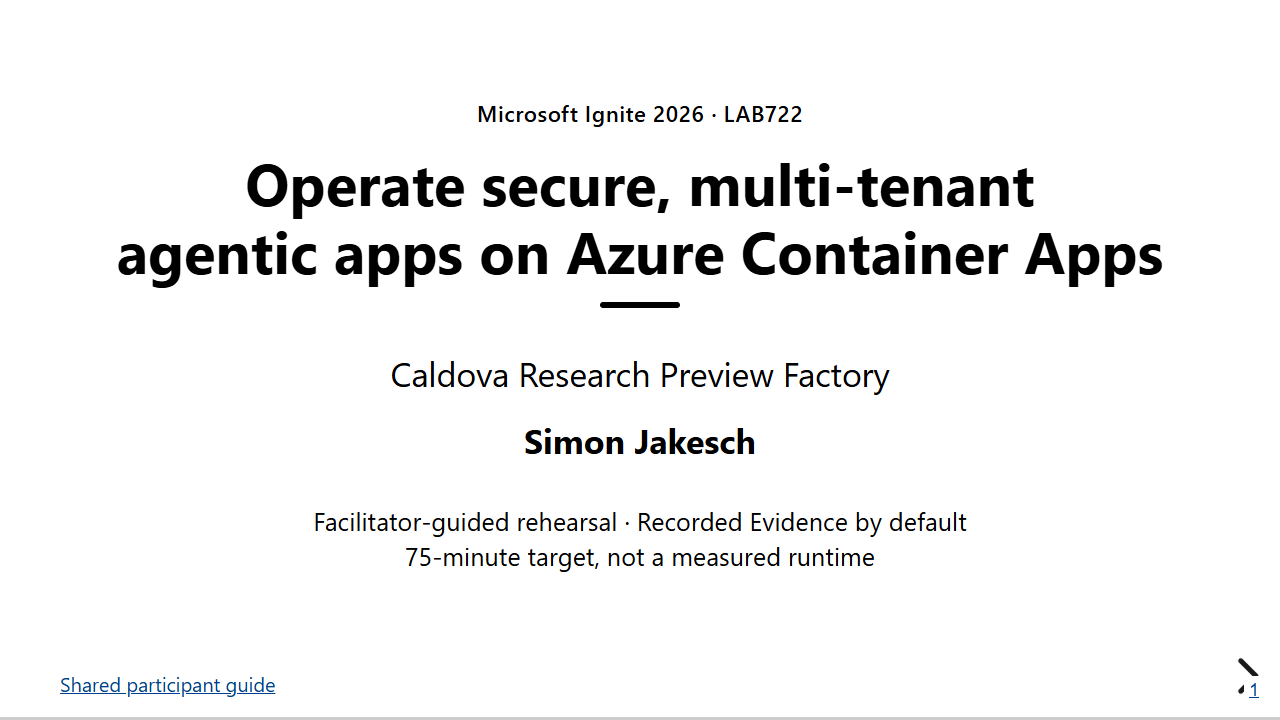 Microsoft Ignite 2026 · LAB722
Operate secure, multi-tenant
agentic apps on Azure Container Apps
Caldova Research Preview Factory
Simon Jakesch
Facilitator-guided rehearsal · Recorded Evidence by default
75-minute target, not a measured runtime
Shared participant guide
1